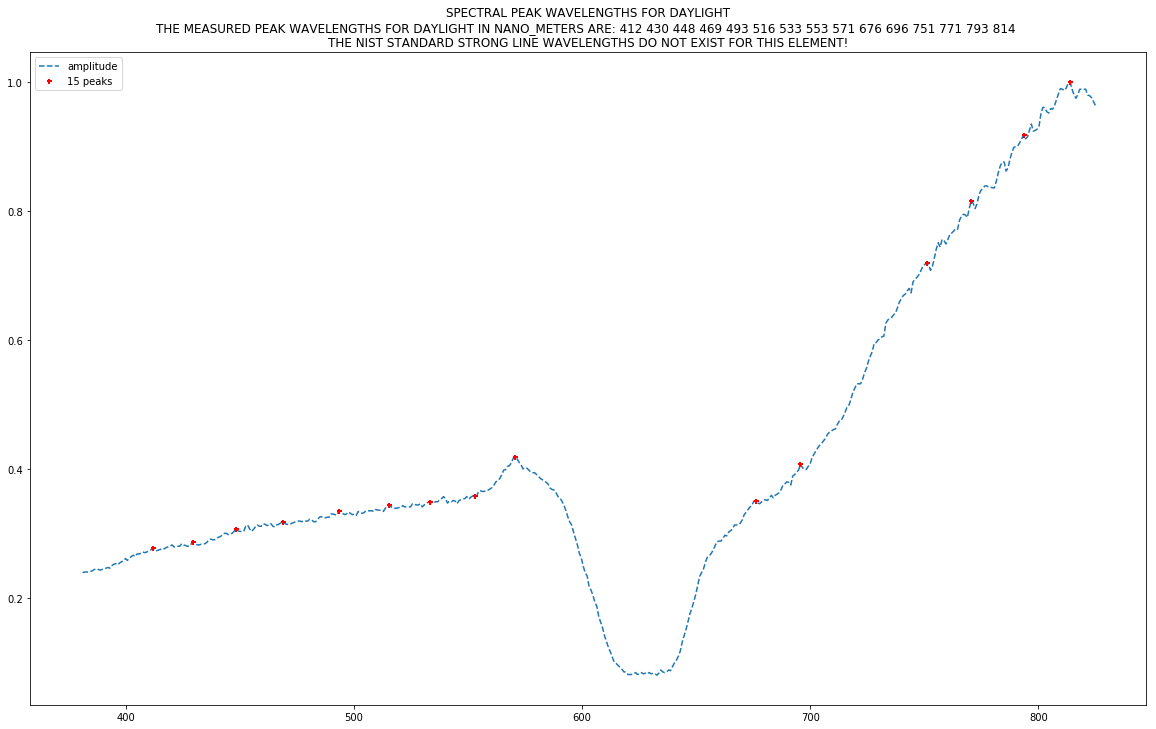 SPECTRAL PEAK WAVELENGTHS FOR DAYLIGHT
THE MEASURED PEAK WAVELENGTHS FOR DAYLIGHT IN NANO_METERS ARE: 412 430 448 469 493 516 533 553 571 676 696 751 771 793 814
THE NIST STANDARD STRONG LINE WAVELENGTHS DO NOT EXIST FOR THIS ELEMENT!
amplitude
15 peaks
1.0
0.8
0.6
0.4
0.2
400 500 600 700 800